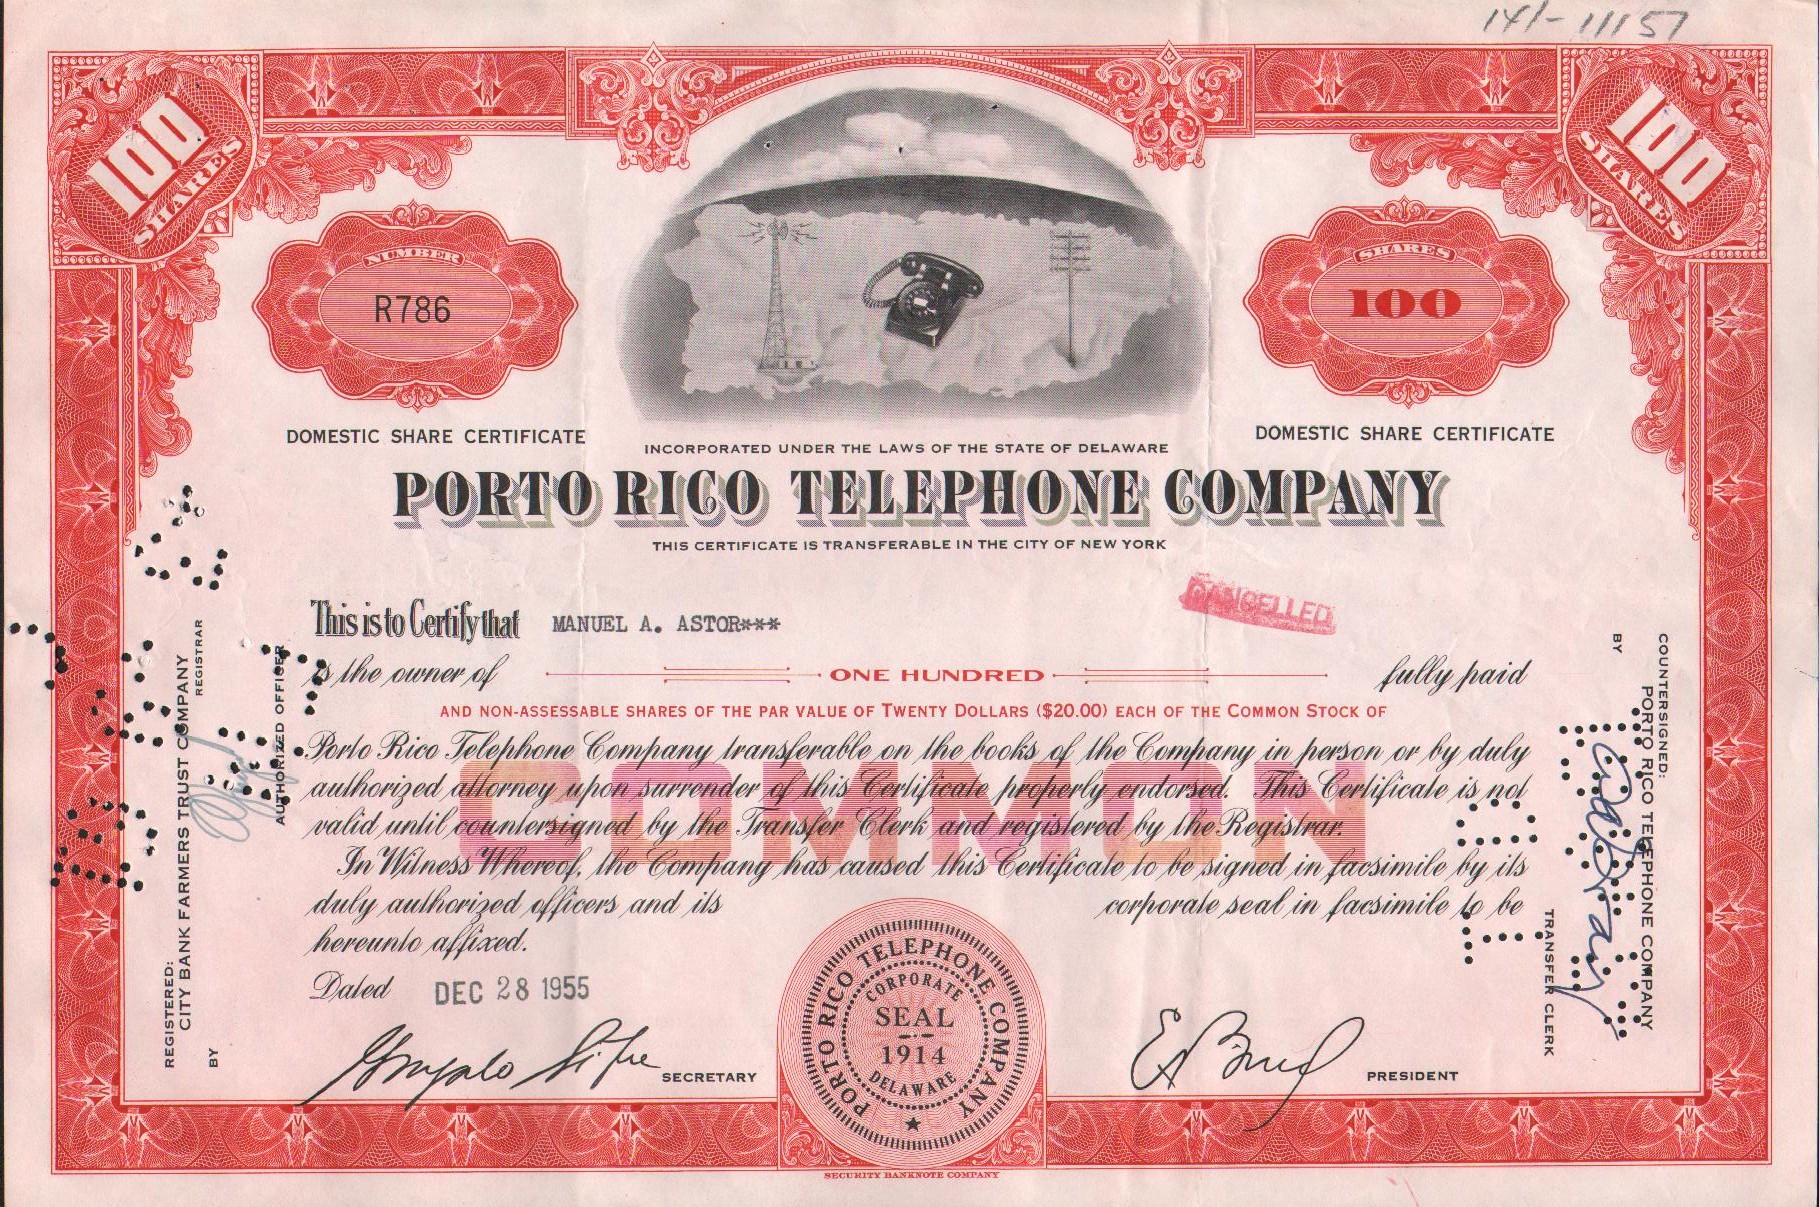 141-11157
100 SHARES
100 SHARES
NUMBER
R786
SHARES
100
DOMESTIC SHARE CERTIFICATE
DOMESTIC SHARE CERTIFICATE
INCORPORATED UNDER THE LAWS OF THE STATE OF DELAWARE
PORTO RICO TELEPHONE COMPANY
THIS CERTIFICATE IS TRANSFERABLE IN THE CITY OF NEW YORK
CANCELLED
This is to Certify that MANUEL A. ASTOR***
is the owner of ONE HUNDRED fully paid
AND NON-ASSESSABLE SHARES OF THE PAR VALUE OF TWENTY DOLLARS ($20.00) EACH OF THE COMMON STOCK OF
Porto Rico Telephone Company transferable on the books of the Company in person or by duly
authorized attorney upon surrender of this Certificate properly endorsed. This Certificate is not
valid until countersigned by the Transfer Clerk and registered by the Registrar.
COMMON
In Witness Whereof, the Company has caused this Certificate to be signed in facsimile by its
duly authorized officers and its corporate seal in facsimile to be
hereunto affixed.
Dated DEC 28 1955
SECRETARY
PRESIDENT
PORTO RICO TELEPHONE COMPANY
CORPORATE
SEAL
1914
DELAWARE
SECURITY BANKNOTE COMPANY
REGISTERED:
CITY BANK FARMERS TRUST COMPANY
REGISTRAR
BY
AUTHORIZED OFFICER
COUNTERSIGNED:
PORTO RICO TELEPHONE COMPANY
BY
TRANSFER CLERK